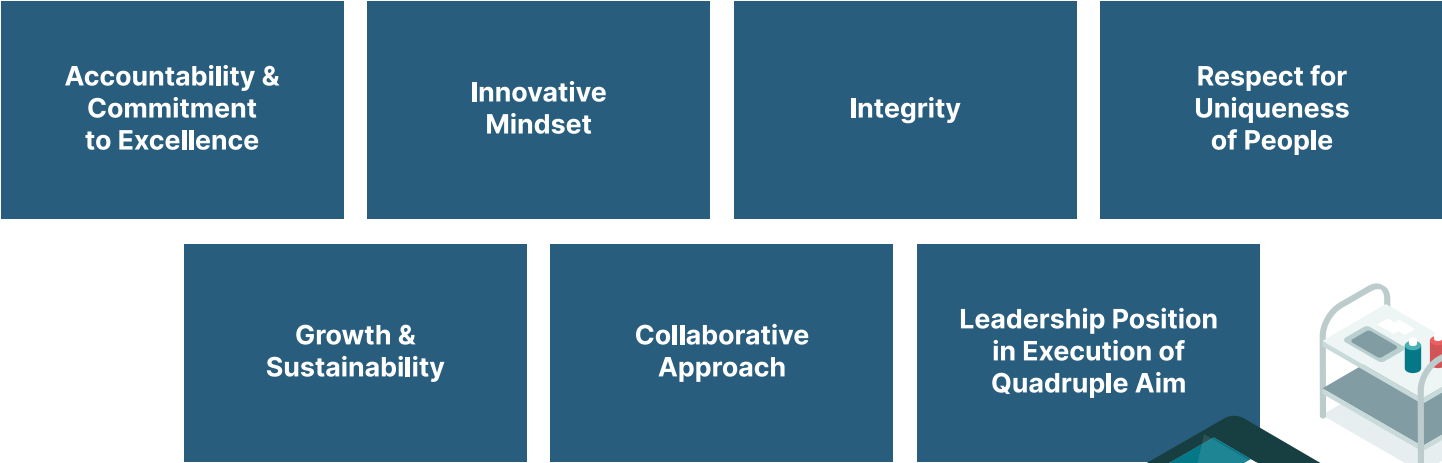 Accountability &
Commitment
to Excellence
Innovative
Mindset
Integrity
Respect for
Uniqueness
of People
Growth &
Sustainability
Collaborative
Approach
Leadership Position
in Execution of
Quadruple Aim